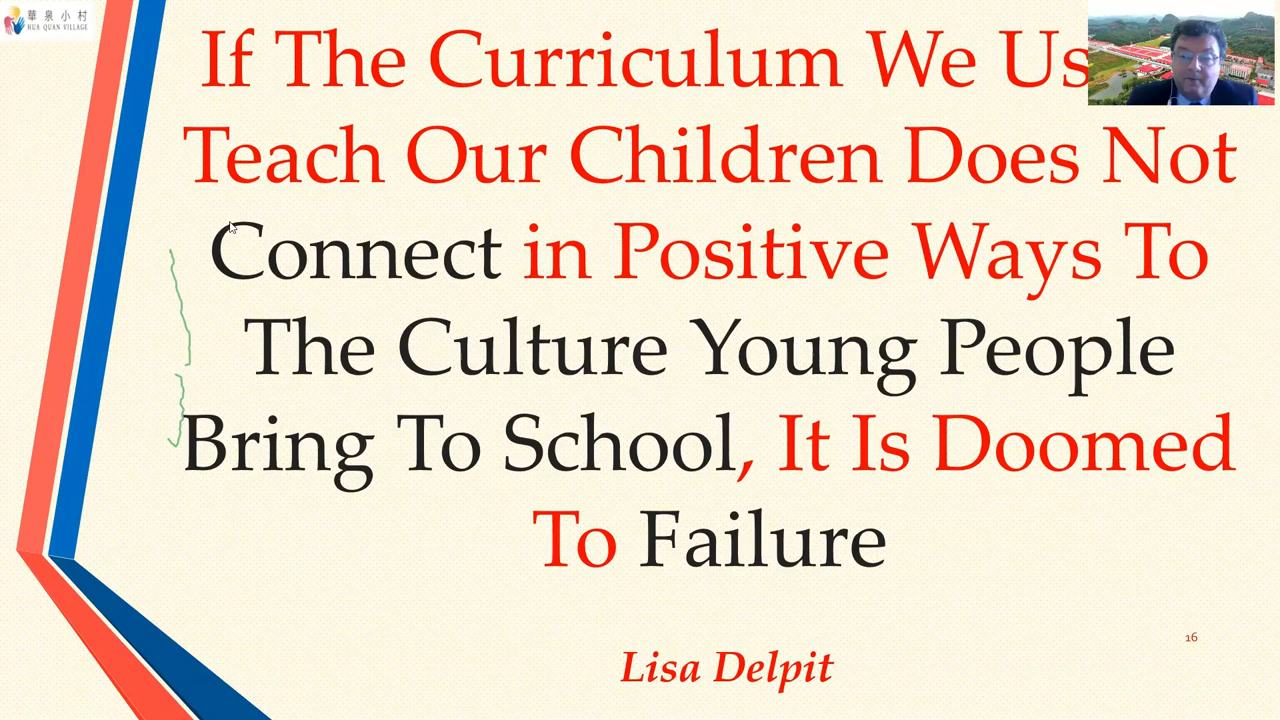 華泉小村
HUA QUAN VILLAGE
If The Curriculum We Us
Teach Our Children Does Not
Connect in Positive Ways To
The Culture Young People
Bring To School, It Is Doomed
To Failure
16
Lisa Delpit